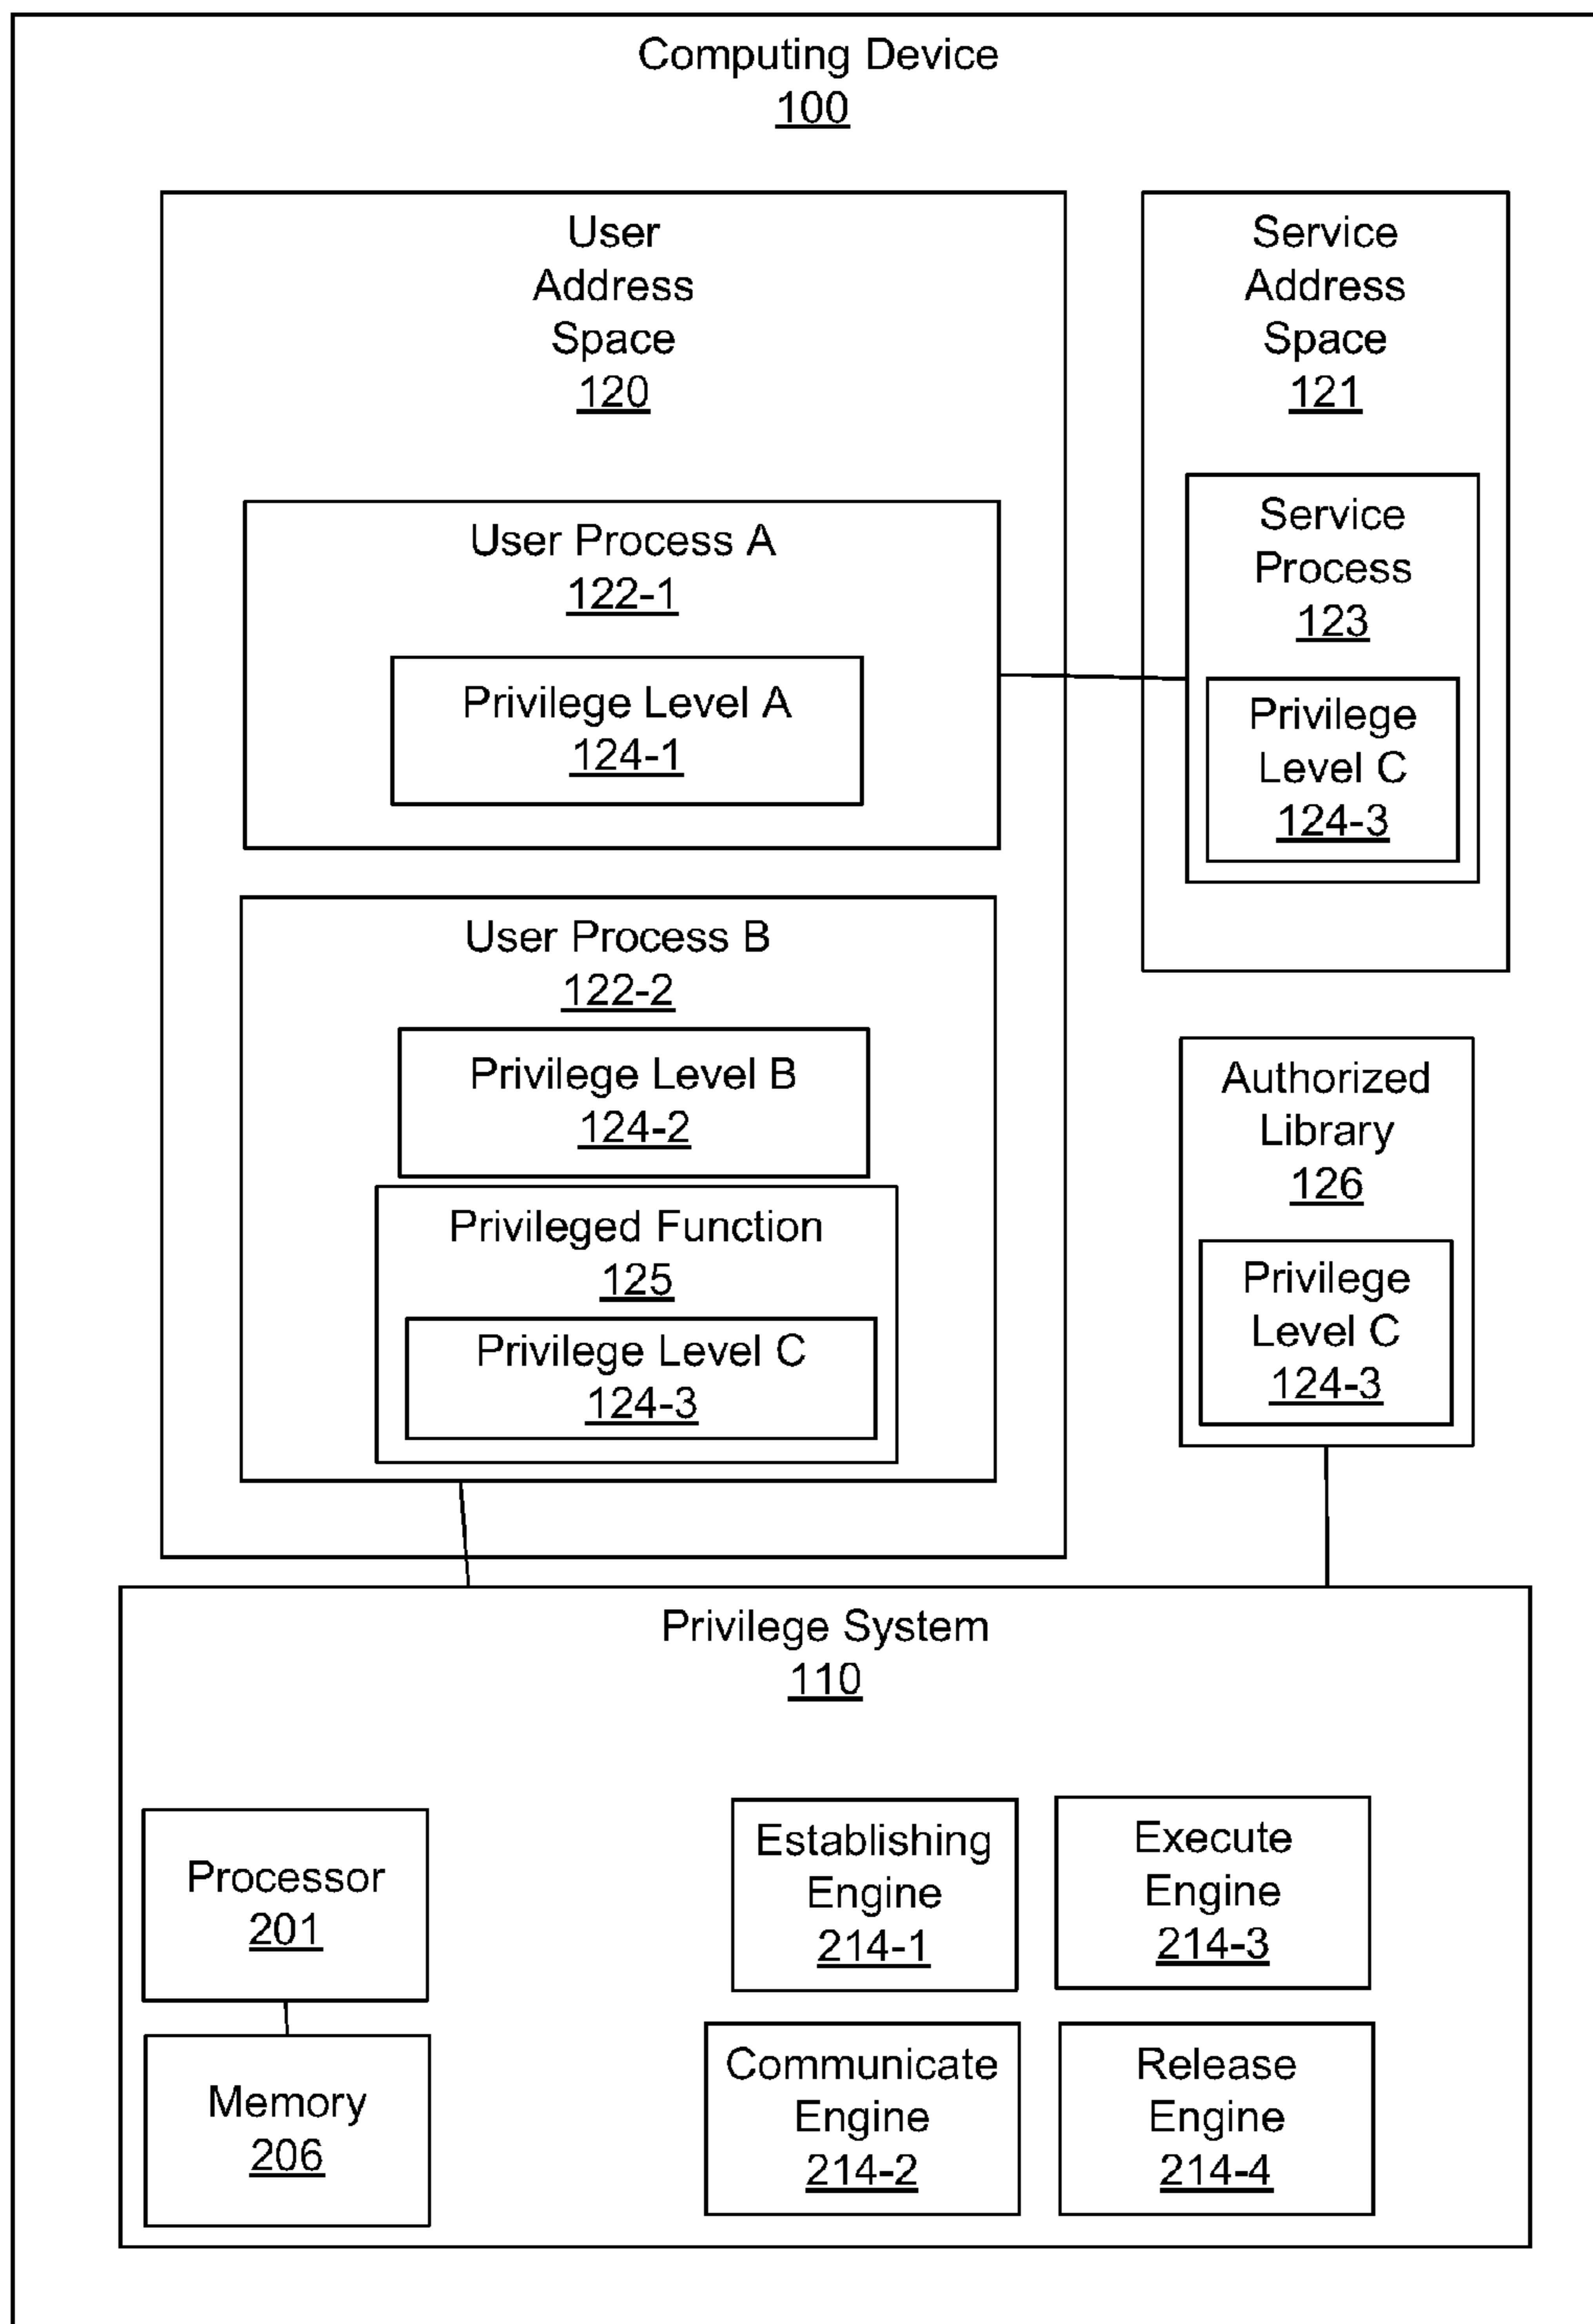 Computing Device
100
User
Address
Space
120
User Process A
122-1
Privilege Level A
124-1
User Process B
122-2
Privilege Level B
124-2
Privileged Function
125
Privilege Level C
124-3
Service
Address
Space
121
Service
Process
123
Privilege
Level C
124-3
Authorized
Library
126
Privilege
Level C
124-3
Privilege System
110
Processor
201
Memory
206
Establishing
Engine
214-1
Execute
Engine
214-3
Communicate
Engine
214-2
Release
Engine
214-4